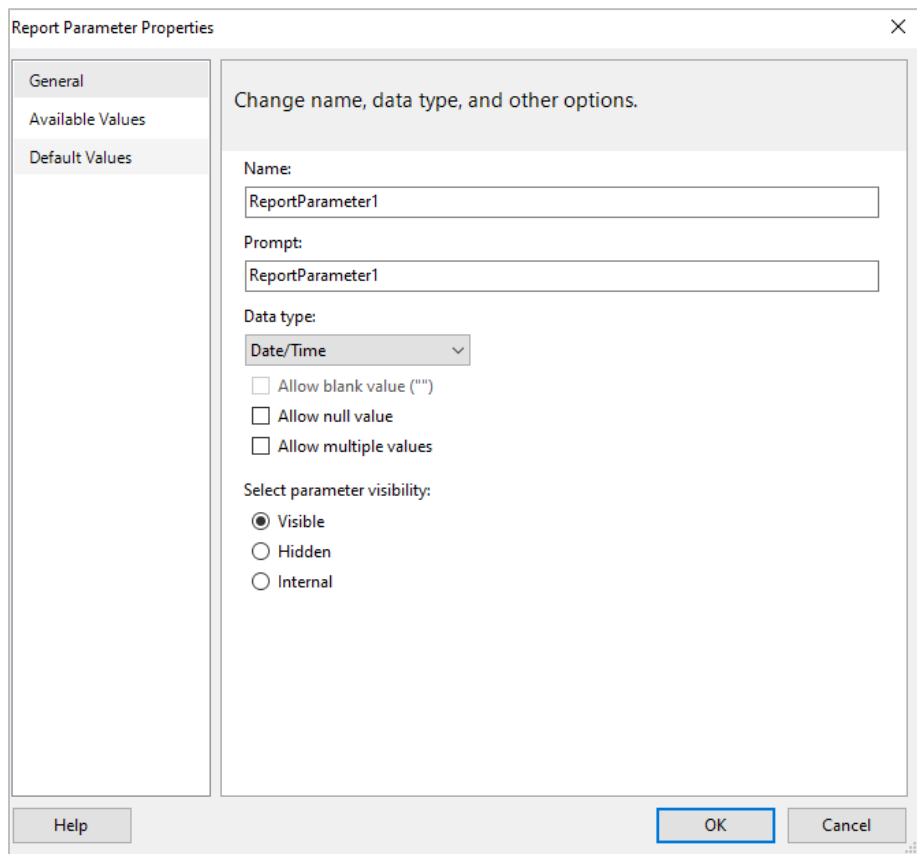 Report Parameter Properties
General
Available Values
Default Values
Change name, data type, and other options.
Name:
ReportParameter1
Prompt:
ReportParameter1
Data type:
Date/Time
Allow blank value ("")
Allow null value
Allow multiple values
Select parameter visibility:
Visible
Hidden
Internal
Help
OK
Cancel